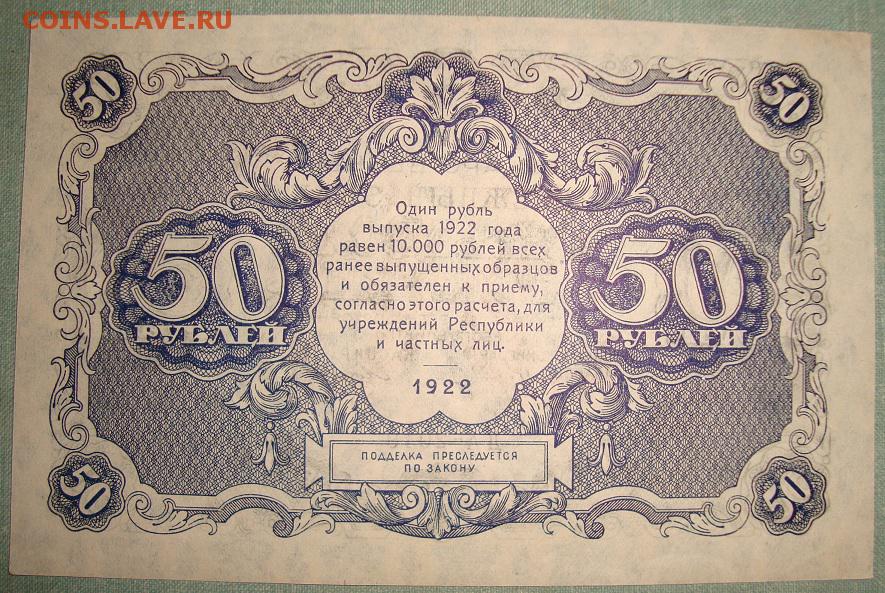 COINS.LAVE.RU
50
50
Один рубль
выпуска 1922 года
равен 10.000 рублей всех
ранее выпущенных образцов
и обязателен к приему,
согласно этого расчета, для
учреждений Республики
и частных лиц.
1922
50
РУБЛЕЙ
50
РУБЛЕЙ
ПОДДЕЛКА ПРЕСЛЕДУЕТСЯ
ПО ЗАКОНУ
50
50